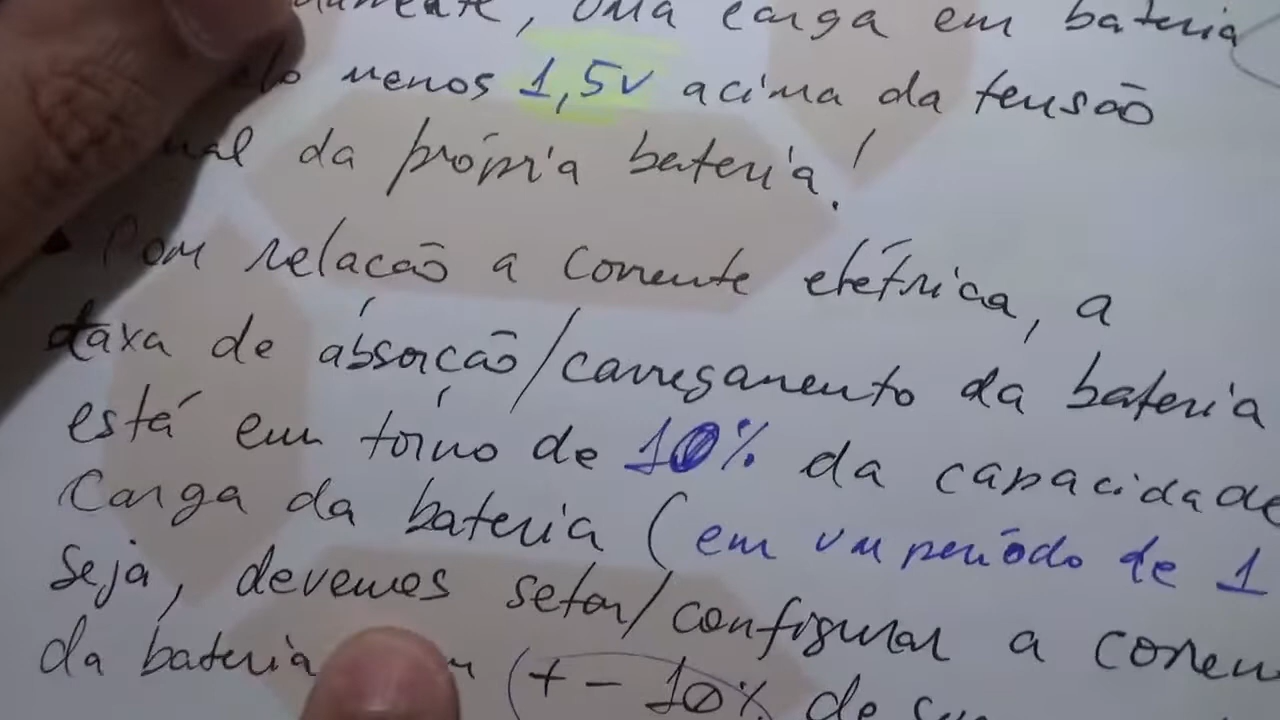 , uma carga em bateria
menos 1,5v acima da tensão
da própria bateria!
Com relação a corrente elétrica, a
taxa de absorção/carregamento da bateria
está em torno de 10% da capacidade
Carga da bateria (em um período de 1
seja, devemos setar/configurar a
da bateria (+ - 10% de